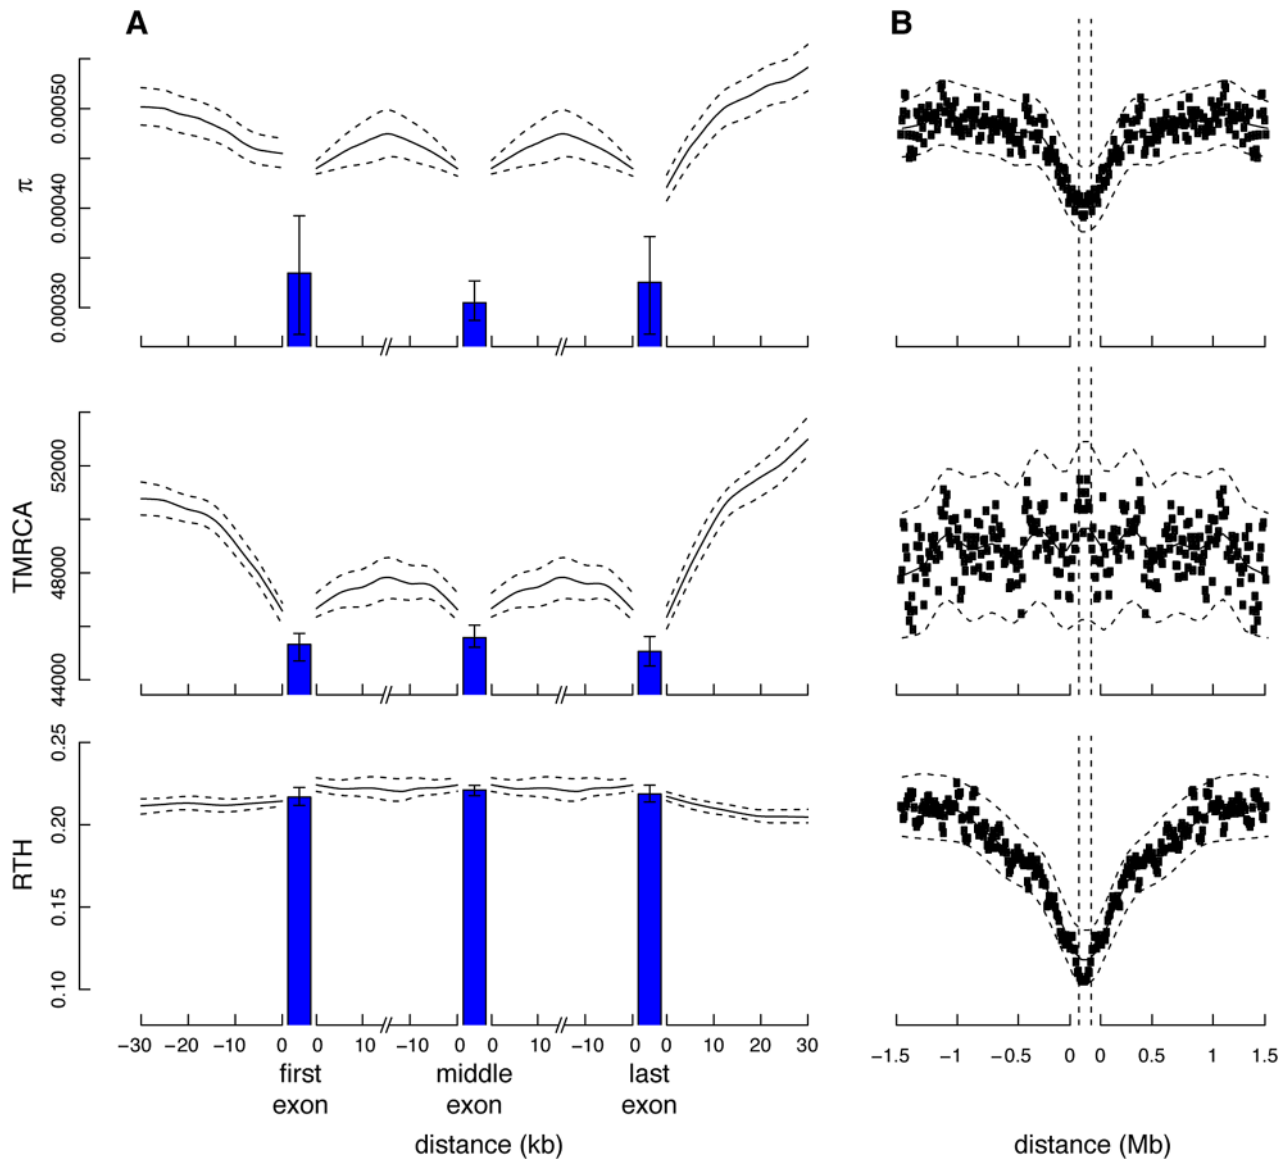 A
B
π
0.00050
0.00040
0.00030
TMRCA
52000
48000
44000
RTH
0.25
0.20
0.15
0.10
−30 −20 −10 0 0 10 −10 0 0 10 −10 0 0 10 20 30
−1.5 −1 −0.5 0 0 0.5 1 1.5
first exon
middle exon
last exon
distance (kb)
distance (Mb)